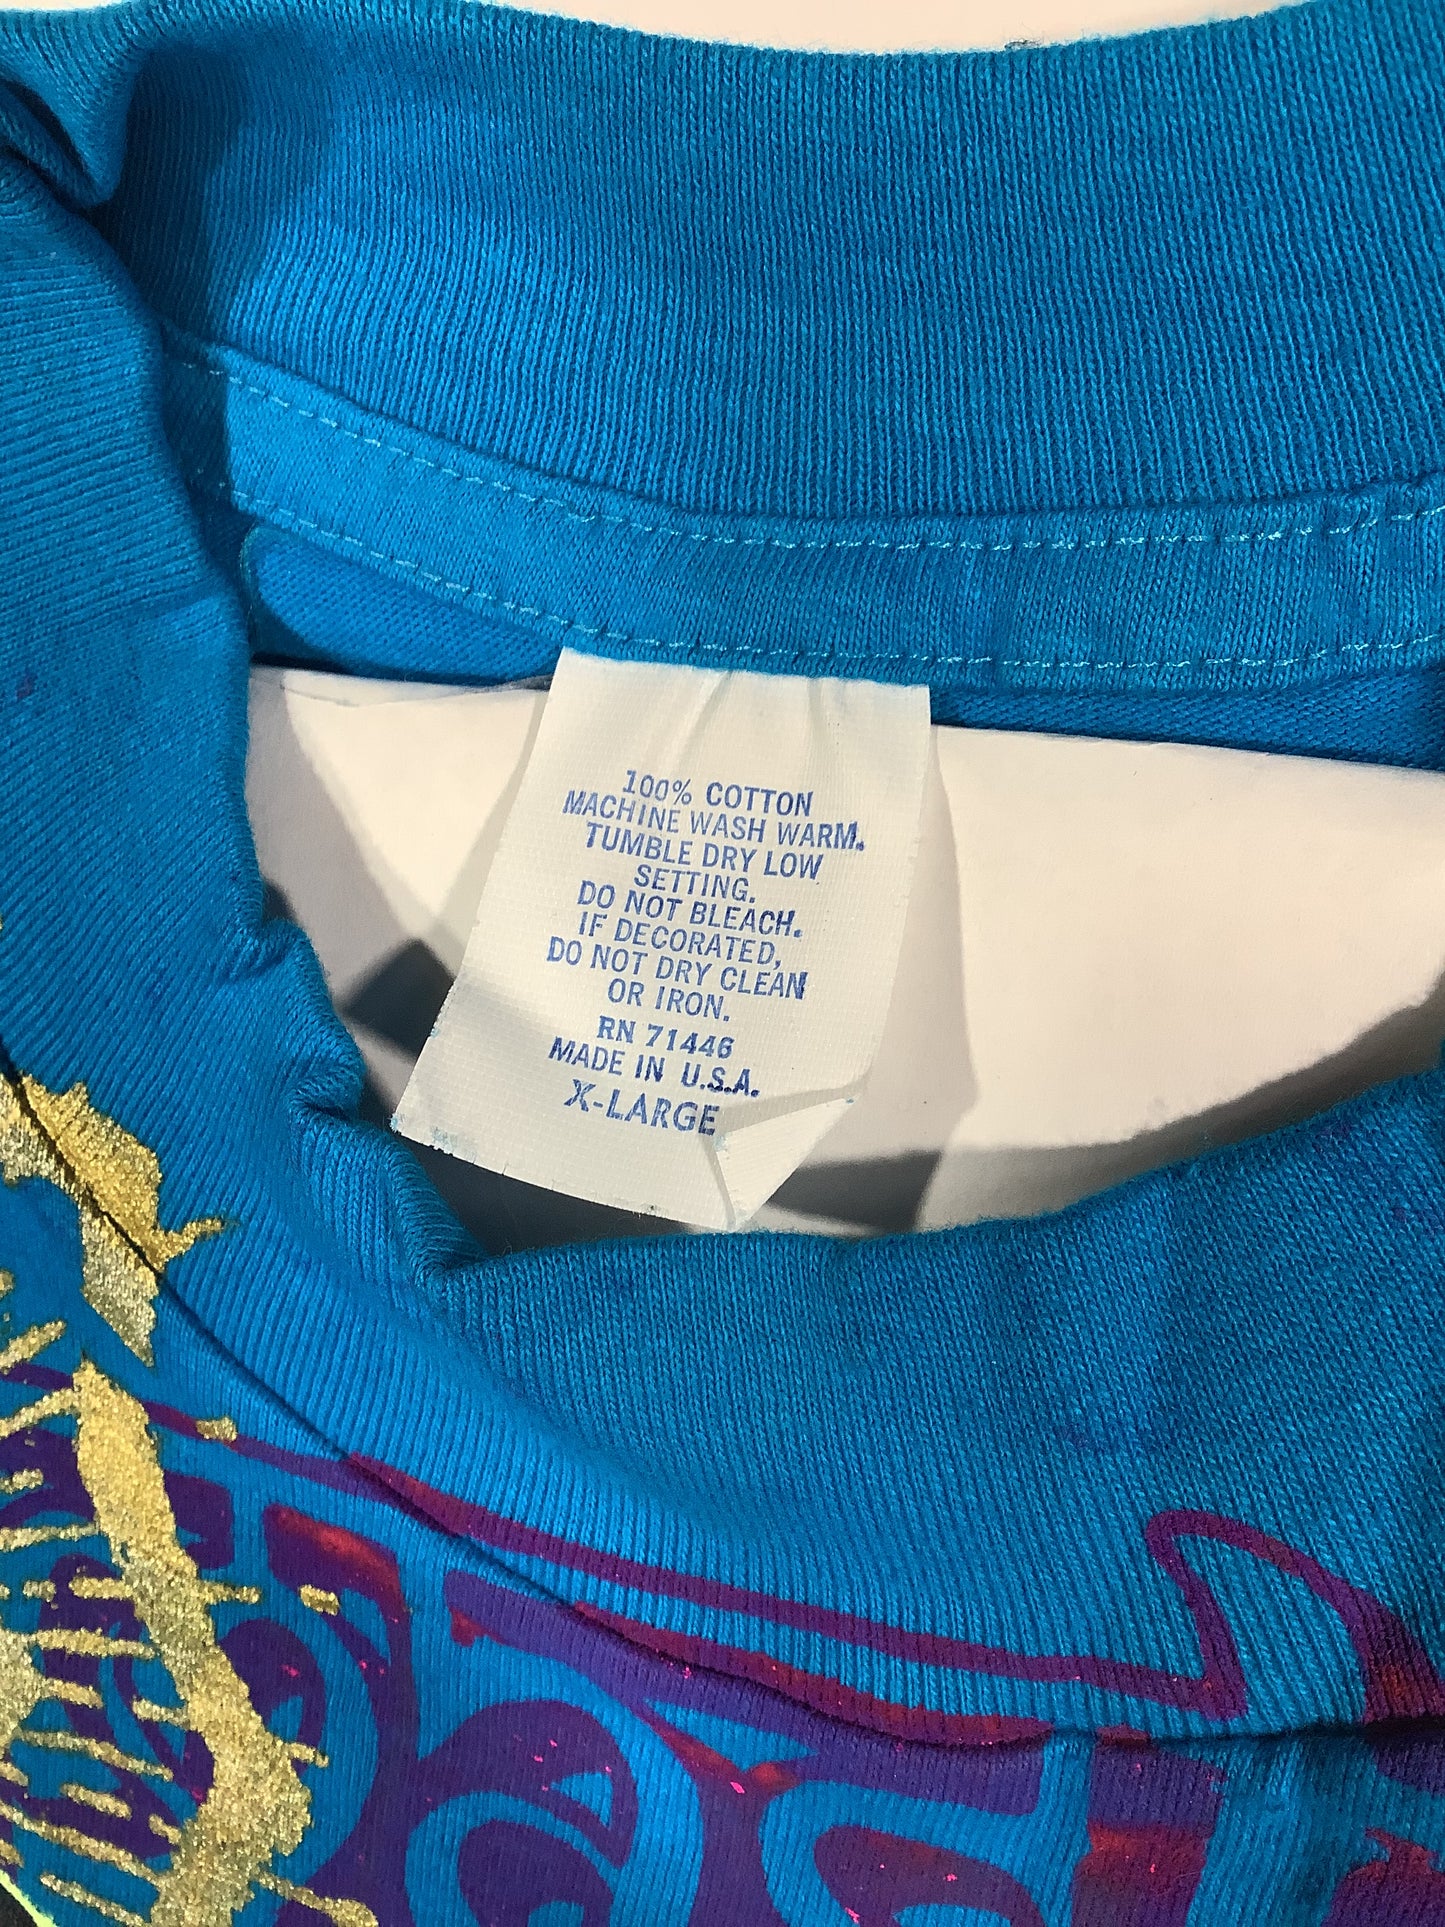 100% COTTON
MACHINE WASH WARM.
TUMBLE DRY LOW
SETTING.
DO NOT BLEACH.
IF DECORATED,
DO NOT DRY CLEAN
OR IRON.
RN 71446
MADE IN U.S.A.
X-LARGE